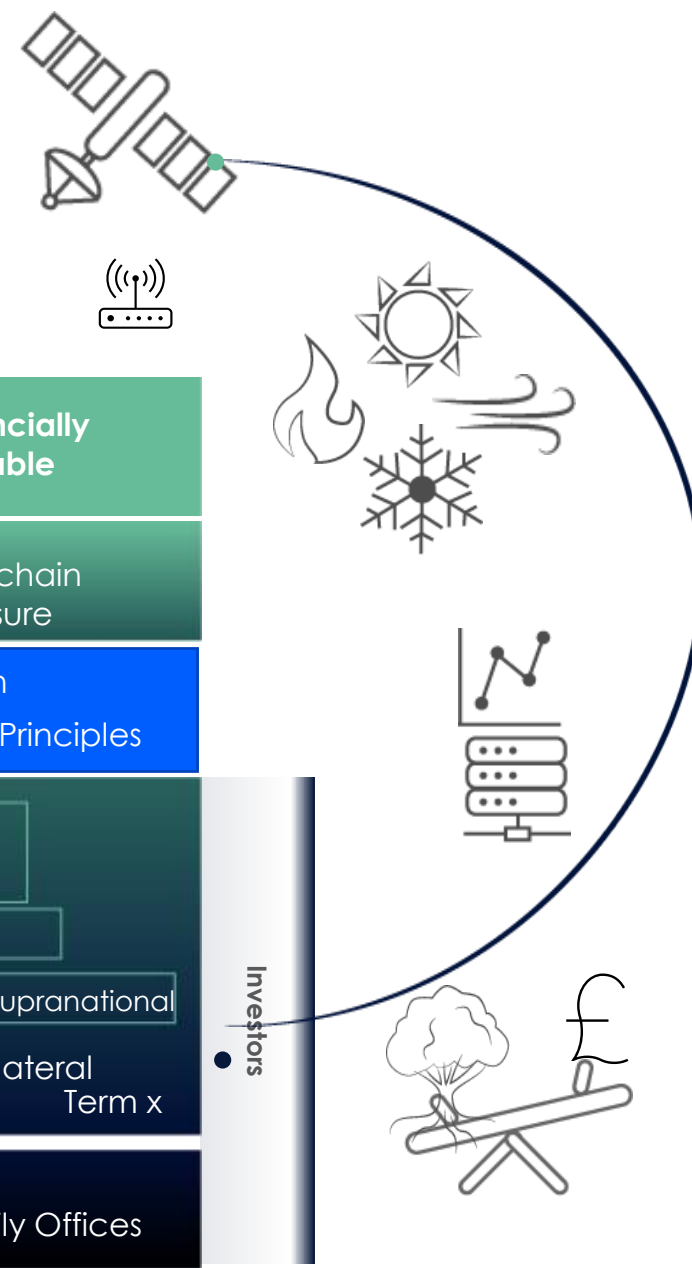 ncially
able
chain
sure
n
Principles
upranational
Investors
ateral
Term x
ly Offices
£